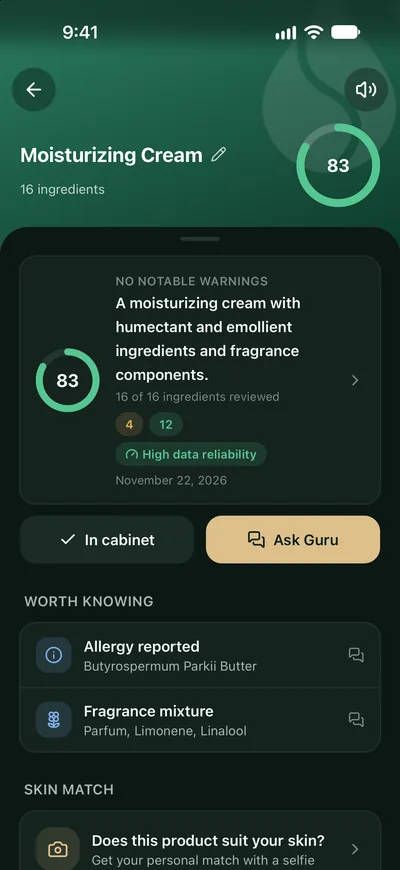 9:41
Moisturizing Cream
16 ingredients
83
NO NOTABLE WARNINGS
A moisturizing cream with
humectant and emollient
ingredients and fragrance
components.
83
16 of 16 ingredients reviewed
4 12
High data reliability
November 22, 2026
In cabinet
Ask Guru
WORTH KNOWING
Allergy reported
Butyrospermum Parkii Butter
Fragrance mixture
Parfum, Limonene, Linalool
SKIN MATCH
Does this product suit your skin?
Get your personal match with a selfie